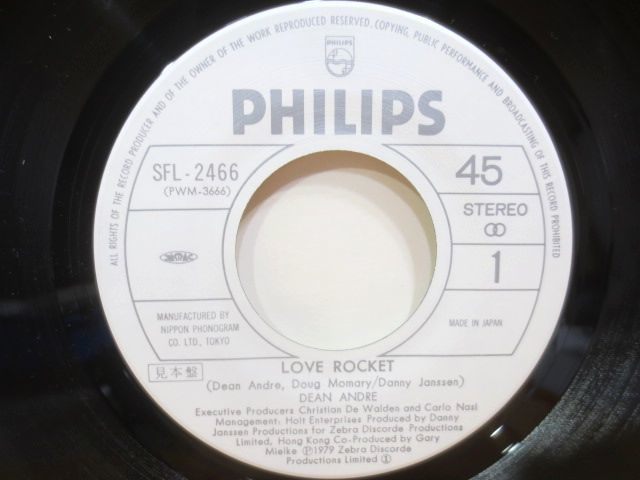 ALL RIGHTS OF THE RECORD PRODUCER AND OF THE OWNER OF THE WORK REPRODUCED RESERVED. COPYING, PUBLIC PERFORMANCE AND BROADCASTING OF THIS RECORD PROHIBITED
PHILIPS
PHILIPS
SFL-2466
(PWM-3666)
45
STEREO
1
MANUFACTURED BY
NIPPON PHONOGRAM
CO. LTD., TOKYO
MADE IN JAPAN
見本盤
LOVE ROCKET
(Dean Andre, Doug Momary/Danny Janssen)
DEAN ANDRE
Executive Producers Christian De Walden and Carlo Nasi
Management: Holt Enterprises Produced by Danny
Janssen Productions for Zebra Discorde Productions
Limited, Hong Kong Co-Produced by Gary
Mielke Ⓟ1979 Zebra Discorde
Productions Limited Ⓘ